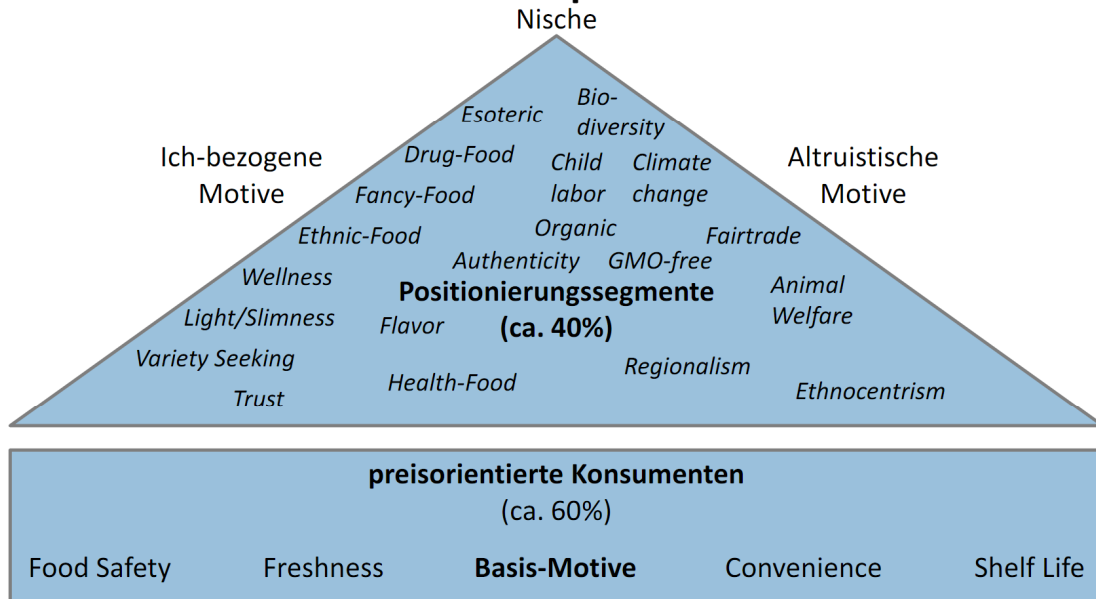 Nische
Esoteric
Bio-
diversity
Ich-bezogene
Motive
Drug-Food
Child
labor
Climate
change
Altruistische
Motive
Fancy-Food
Ethnic-Food
Organic
Fairtrade
Wellness
Authenticity
GMO-free
Positionierungssegmente
(ca. 40%)
Animal
Welfare
Light/Slimness
Flavor
Variety Seeking
Health-Food
Regionalism
Trust
Ethnocentrism
preisorientierte Konsumenten
(ca. 60%)
Food Safety Freshness Basis-Motive Convenience Shelf Life